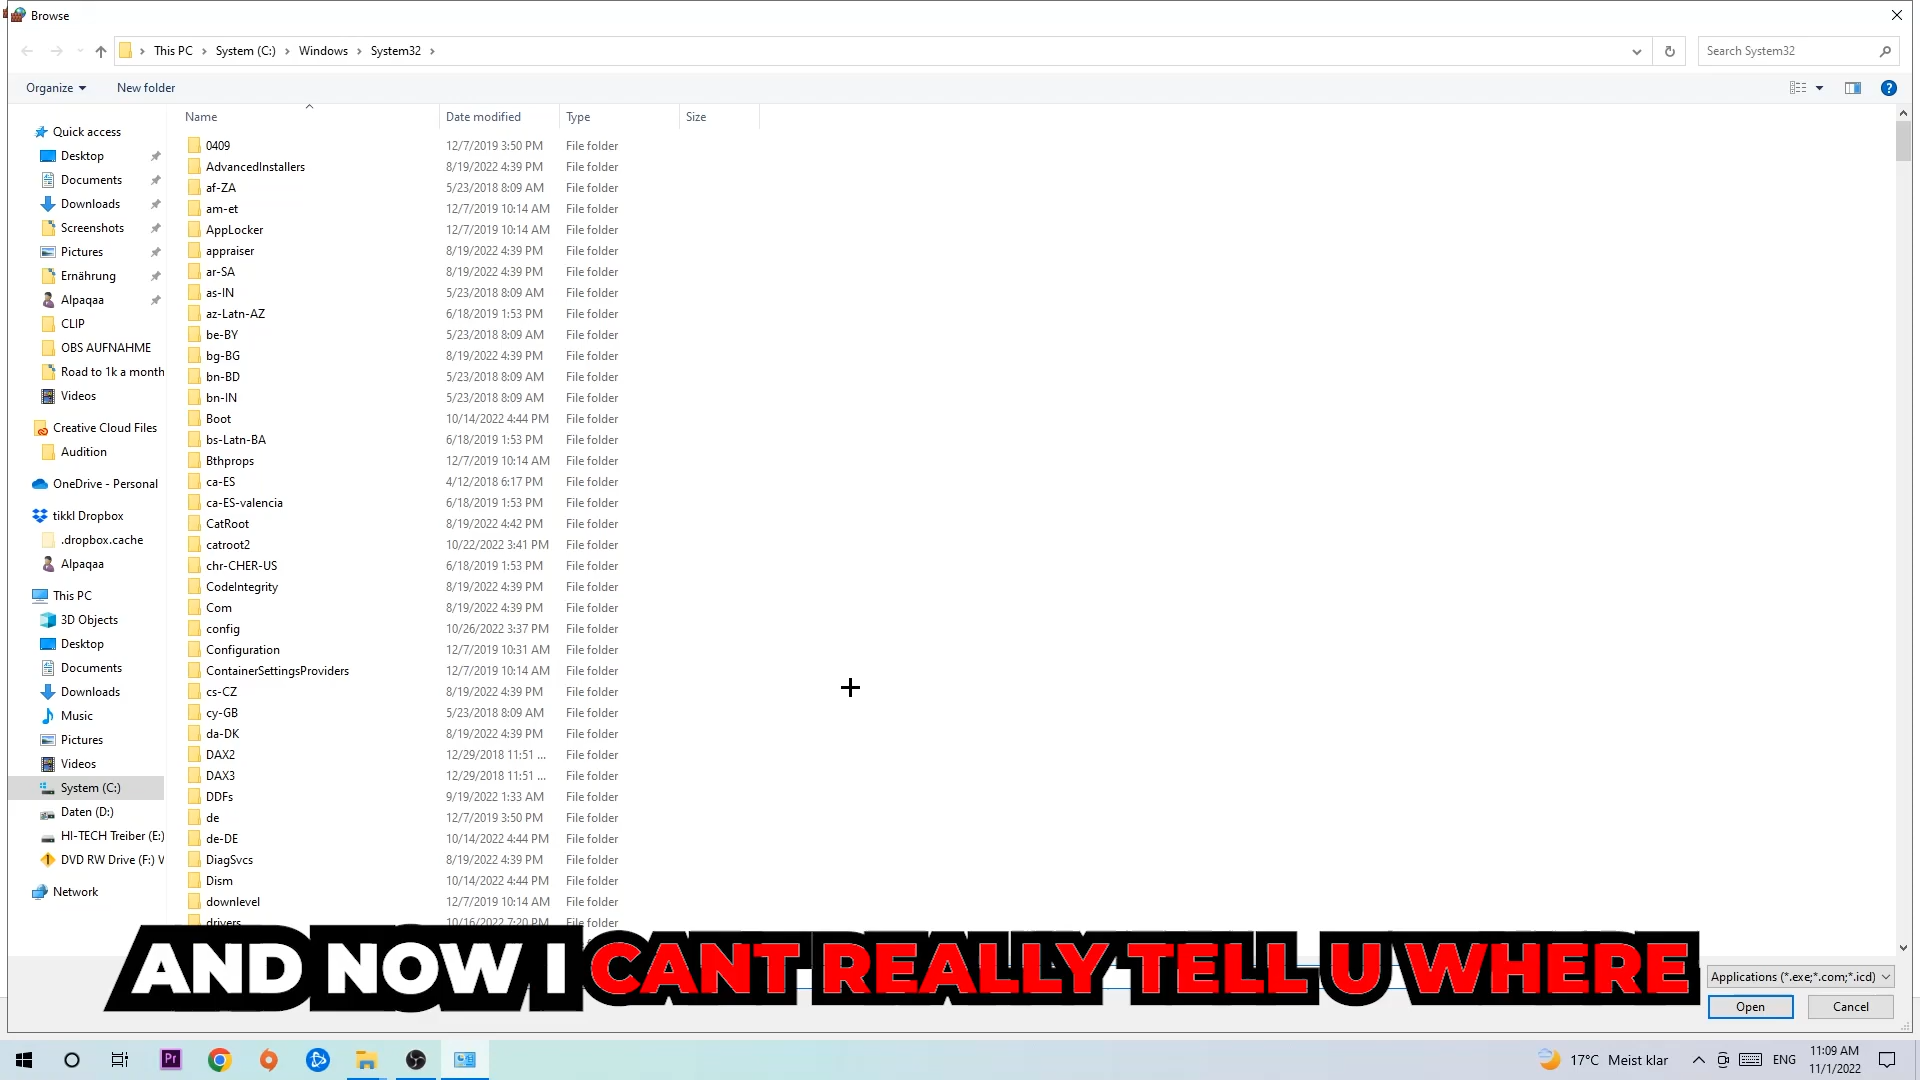 Browse
This PC
System (C:)
Windows
System32
Search System32
Organize
New folder
Name
Date modified
Type
Size
Quick access
Desktop
Documents
Downloads
Screenshots
Pictures
Ernährung
Alpaqaa
CLIP
OBS AUFNAHME
Road to 1k a month
Videos
Creative Cloud Files
Audition
OneDrive - Personal
tikkl Dropbox
.dropbox.cache
Alpaqaa
This PC
3D Objects
Desktop
Documents
Downloads
Music
Pictures
Videos
System (C:)
Daten (D:)
HI-TECH Treiber (E:)
DVD RW Drive (F:) V
Network
0409 12/7/2019 3:50 PM File folder
AdvancedInstallers 8/19/2022 4:39 PM File folder
af-ZA 5/23/2018 8:09 AM File folder
am-et 12/7/2019 10:14 AM File folder
AppLocker 12/7/2019 10:14 AM File folder
appraiser 8/19/2022 4:39 PM File folder
ar-SA 8/19/2022 4:39 PM File folder
as-IN 5/23/2018 8:09 AM File folder
az-Latn-AZ 6/18/2019 1:53 PM File folder
be-BY 5/23/2018 8:09 AM File folder
bg-BG 8/19/2022 4:39 PM File folder
bn-BD 5/23/2018 8:09 AM File folder
bn-IN 5/23/2018 8:09 AM File folder
Boot 10/14/2022 4:44 PM File folder
bs-Latn-BA 6/18/2019 1:53 PM File folder
Bthprops 12/7/2019 10:14 AM File folder
ca-ES 4/12/2018 6:17 PM File folder
ca-ES-valencia 6/18/2019 1:53 PM File folder
CatRoot 8/19/2022 4:42 PM File folder
catroot2 10/22/2022 3:41 PM File folder
chr-CHER-US 6/18/2019 1:53 PM File folder
CodeIntegrity 8/19/2022 4:39 PM File folder
Com 8/19/2022 4:39 PM File folder
config 10/26/2022 3:37 PM File folder
Configuration 12/7/2019 10:31 AM File folder
ContainerSettingsProviders 12/7/2019 10:14 AM File folder
cs-CZ 8/19/2022 4:39 PM File folder
cy-GB 5/23/2018 8:09 AM File folder
da-DK 8/19/2022 4:39 PM File folder
DAX2 12/29/2018 11:51 ... File folder
DAX3 12/29/2018 11:51 ... File folder
DDFs 9/19/2022 1:33 AM File folder
de 12/7/2019 3:50 PM File folder
de-DE 10/14/2022 4:44 PM File folder
DiagSvcs 8/19/2022 4:39 PM File folder
Dism 10/14/2022 4:44 PM File folder
downlevel 12/7/2019 10:14 AM File folder
drivers 10/16/2022 7:20 PM File folder
AND NOW I CANT REALLY TELL U WHERE
Applications (*.exe;*.com;*.icd)
Open
Cancel
Pr
17°C Meist klar
ENG
11:09 AM
11/1/2022